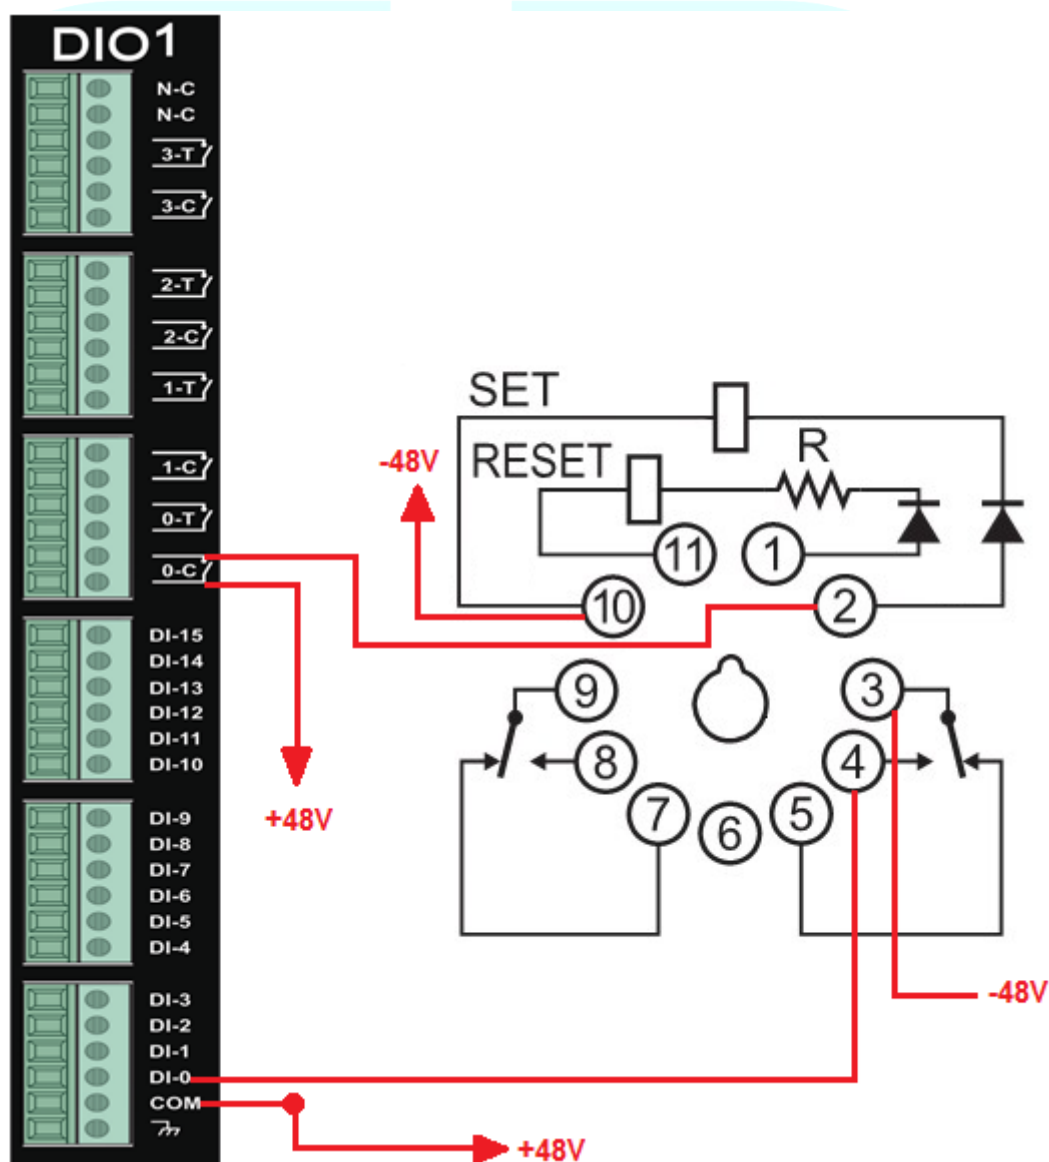 DIO1
N-C
N-C
3-T
3-C
2-T
2-C
1-T
1-C
0-T
0-C
DI-15
DI-14
DI-13
DI-12
DI-11
DI-10
DI-9
DI-8
DI-7
DI-6
DI-5
DI-4
DI-3
DI-2
DI-1
DI-0
COM
SET
-48V
RESET
R
11
1
10
2
9
3
8
4
7
6
5
+48V
-48V
+48V